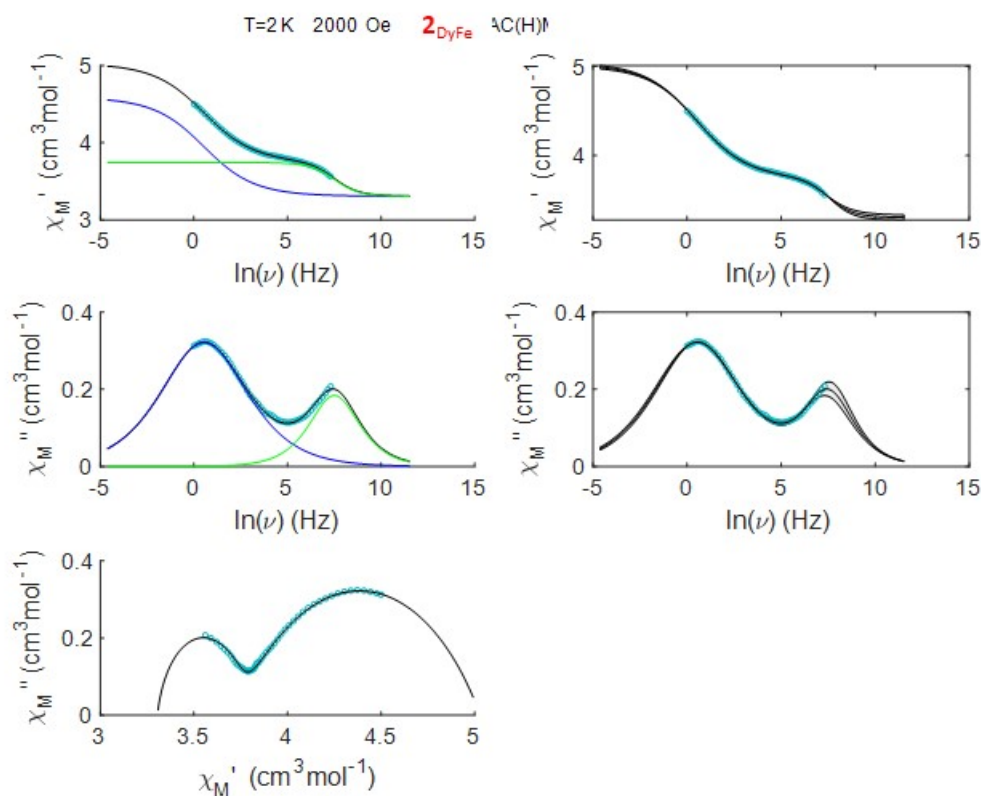 T=2 K 2000 Oe 2DyFe AC(H)
5
4
3
χM' (cm³mol⁻¹)
-5 0 5 10 15
ln(ν) (Hz)
5
4
χM' (cm³mol⁻¹)
-5 0 5 10 15
ln(ν) (Hz)
0.4
0.2
0
χM'' (cm³mol⁻¹)
-5 0 5 10 15
ln(ν) (Hz)
0.4
0.2
0
χM'' (cm³mol⁻¹)
-5 0 5 10 15
ln(ν) (Hz)
0.4
0.2
0
χM'' (cm³mol⁻¹)
3 3.5 4 4.5 5
χM' (cm³mol⁻¹)